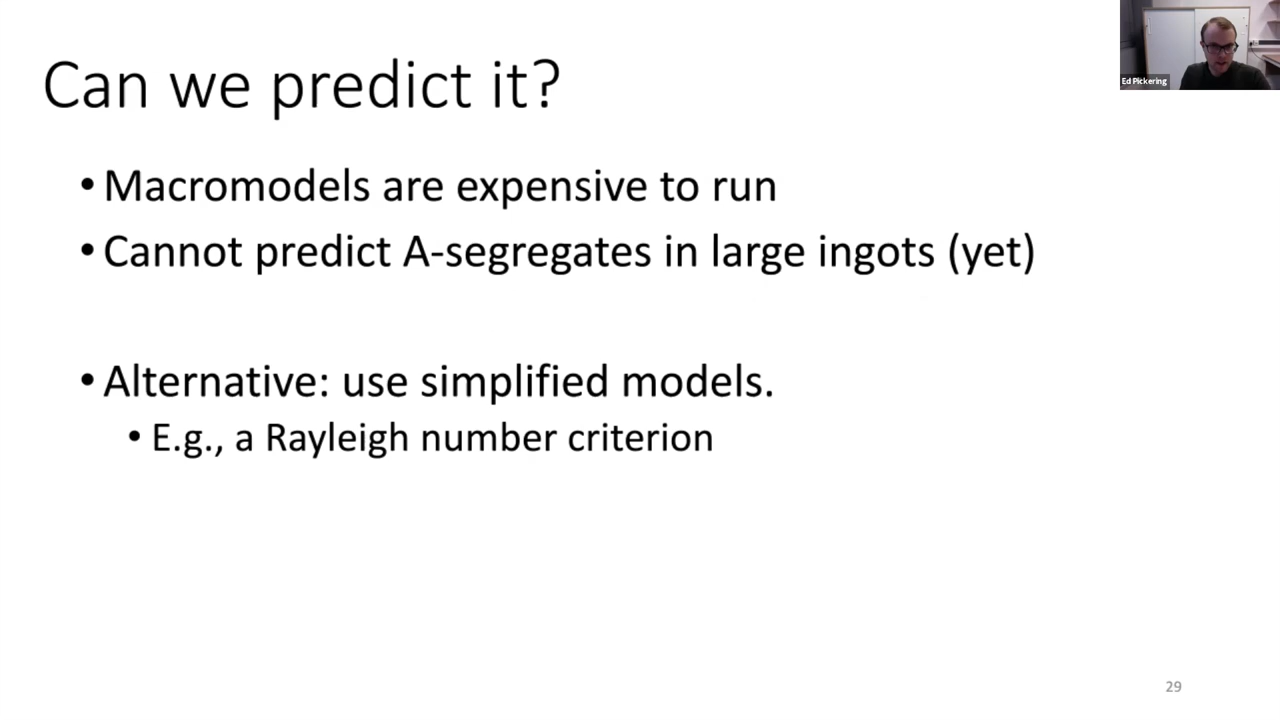 Can we predict it?
Ed Pickering
• Macromodels are expensive to run
• Cannot predict A-segregates in large ingots (yet)
• Alternative: use simplified models.
• E.g., a Rayleigh number criterion
29